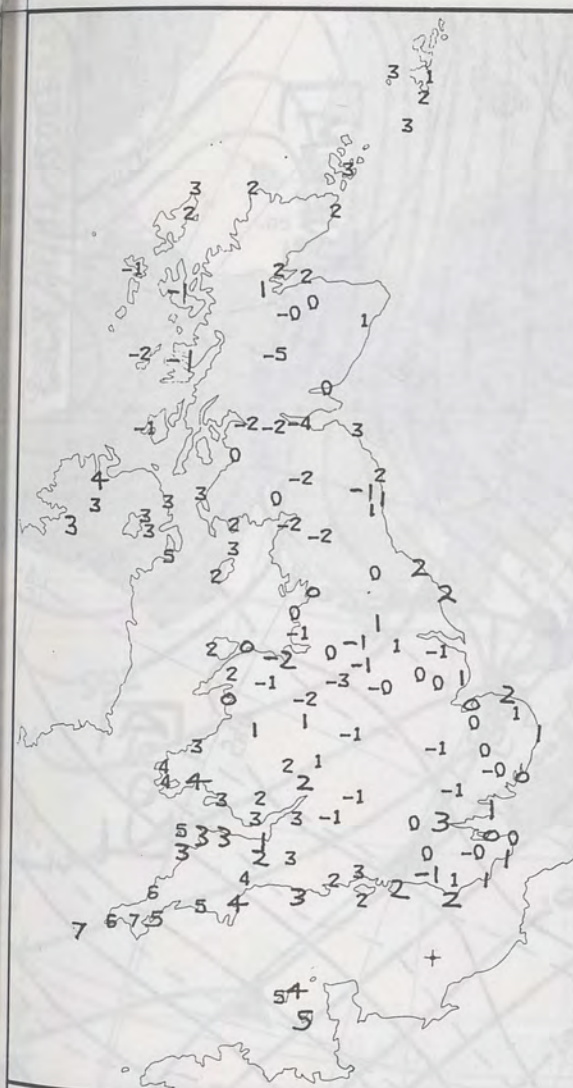 3 1
2
3
3
3 2
2 2
-1 2 2
-1 1 -0 0
1
-2 -1 -5
0
-1 -2 -2 -4 3
0
4 -2 2
3 3 3 0 -1 1
3 3 2 -2
3 3 -2
5 2 0 2
0 2
0
-1 1
2 0 -2 0 -1 1 -1
2 -1 -3 -1 -0 0 0 1
0 -2 0 2
1 1 -1 0 1
3 -1 0 1
4 2 1 -0 0
4 4 2 -1
3 2 -1 1
5 3 3 3 3 -1 0 3 0 0
3 1 2 3 0 -0 1
4 2 3 -1 1 1
6 3 2 2 2
7 6 7 5 5 4
5 4
5